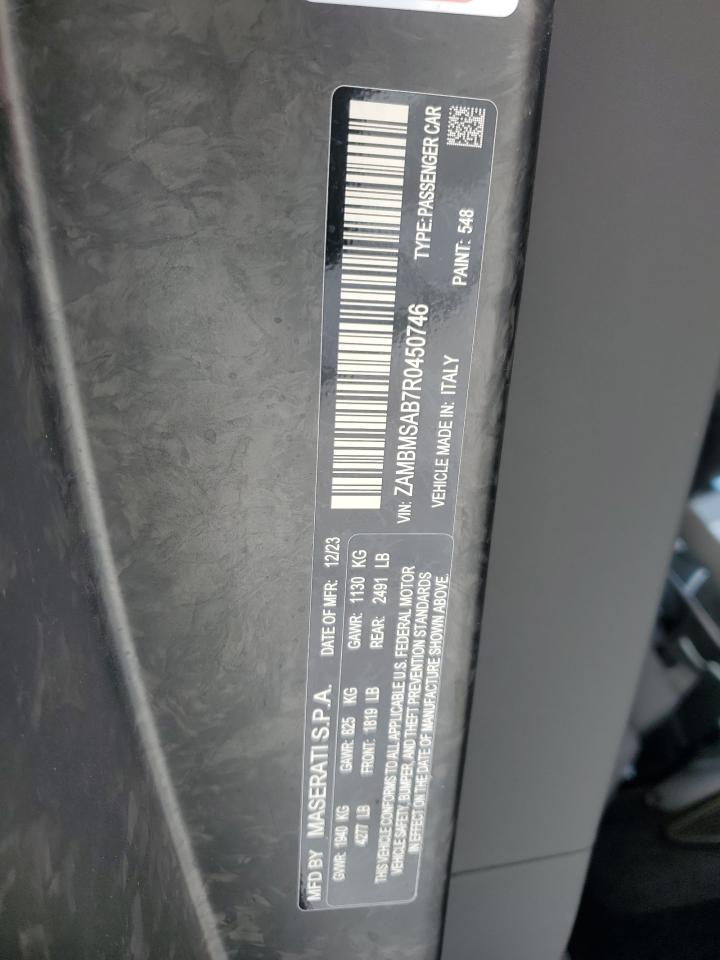 MFD BY MASERATI S.P.A. DATE OF MFR: 12/23
GVWR: 1940 KG GAWR: 825 KG GAWR: 1130 KG
4277 LB FRONT: 1819 LB REAR: 2491 LB
THIS VEHICLE CONFORMS TO ALL APPLICABLE U.S. FEDERAL MOTOR
VEHICLE SAFETY, BUMPER, AND THEFT PREVENTION STANDARDS
IN EFFECT ON THE DATE OF MANUFACTURE SHOWN ABOVE.
VIN: ZAMBMSAB7R0450746 TYPE: PASSENGER CAR
VEHICLE MADE IN: ITALY PAINT: 548